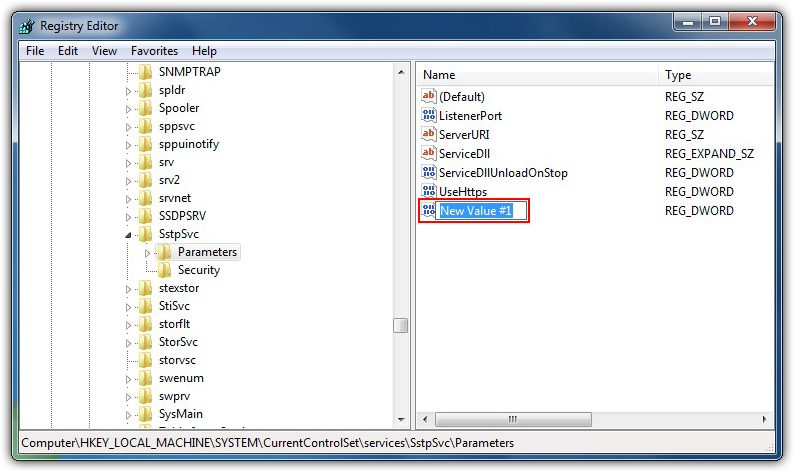 Registry Editor
File Edit View Favorites Help
SNMPTRAP
spldr
Spooler
sppsvc
sppuinotify
srv
srv2
srvnet
SSDPSRV
SstpSvc
Parameters
Security
stexstor
StiSvc
storflt
StorSvc
storvsc
swenum
swprv
SysMain
Name Type
(Default) REG_SZ
ListenerPort REG_DWORD
ServerURI REG_SZ
ServiceDll REG_EXPAND_SZ
ServiceDllUnloadOnStop REG_DWORD
UseHttps REG_DWORD
New Value #1 REG_DWORD
Computer\HKEY_LOCAL_MACHINE\SYSTEM\CurrentControlSet\services\SstpSvc\Parameters